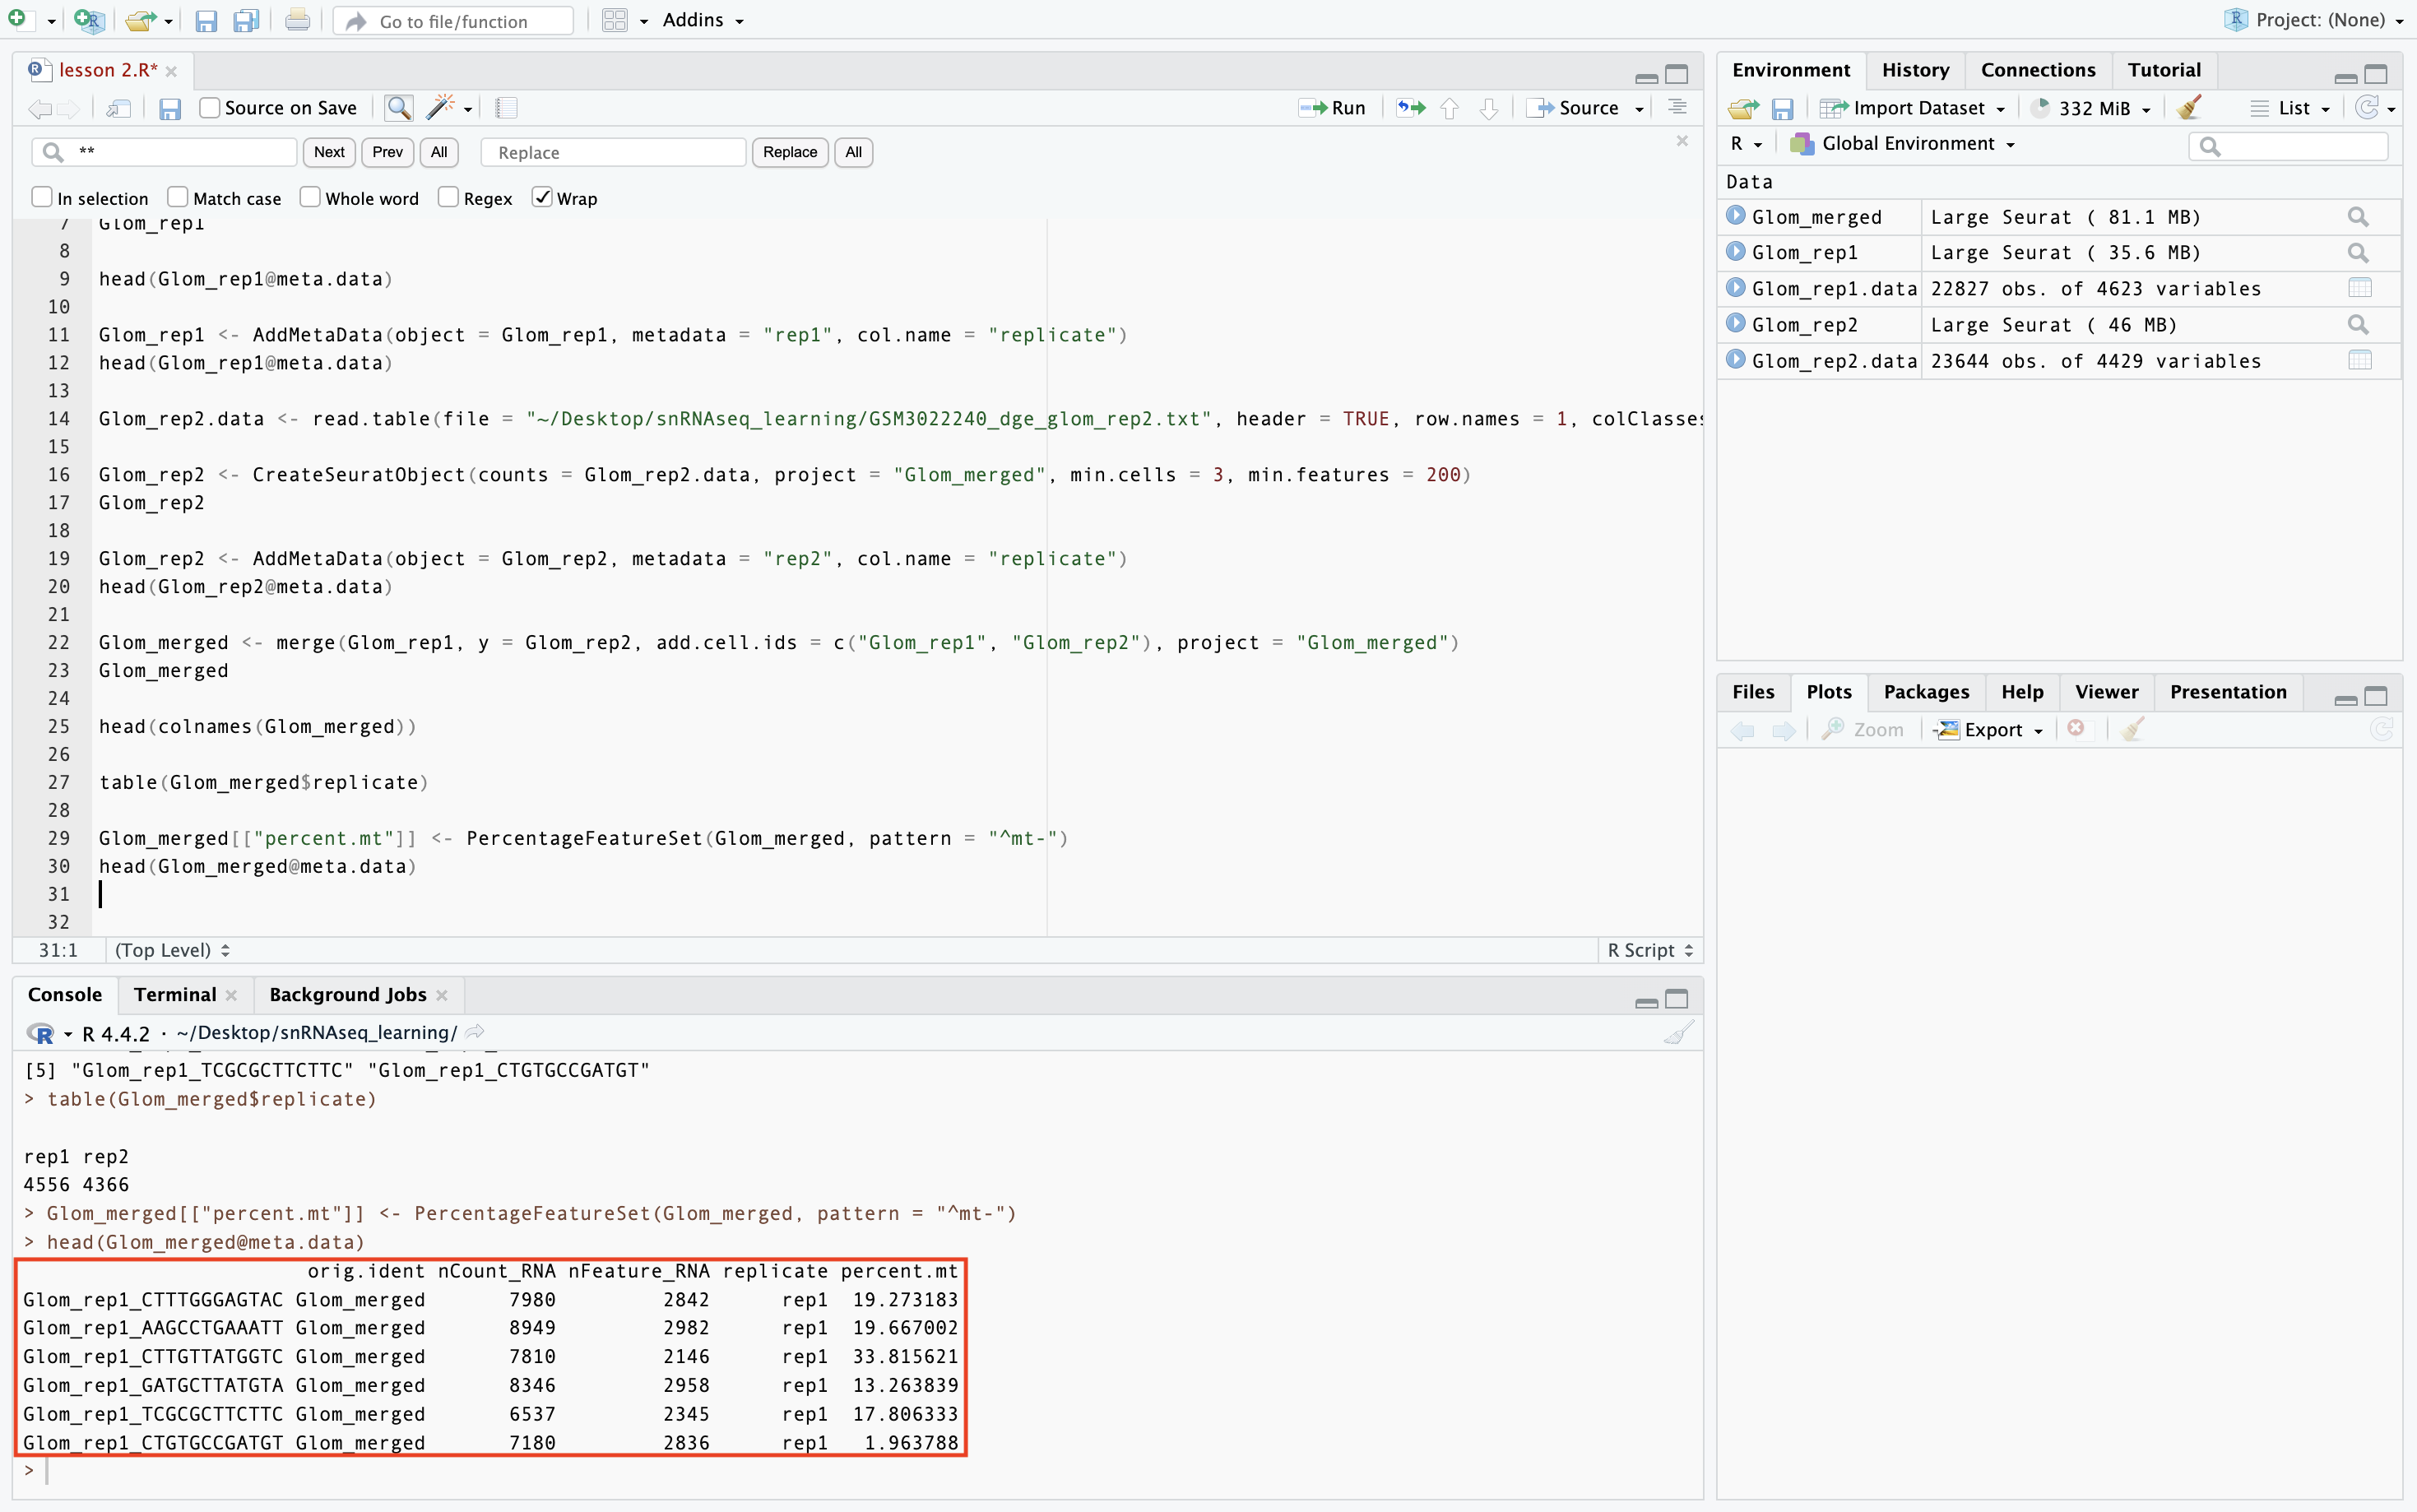 Go to file/function
Addins
Project: (None)
lesson 2.R*
Source on Save
Run
Source
**
Next
Prev
All
Replace
Replace
All
In selection
Match case
Whole word
Regex
Wrap
7 Glom_rep1
8
9 head(Glom_rep1@meta.data)
10
11 Glom_rep1 <- AddMetaData(object = Glom_rep1, metadata = "rep1", col.name = "replicate")
12 head(Glom_rep1@meta.data)
13
14 Glom_rep2.data <- read.table(file = "~/Desktop/snRNAseq_learning/GSM3022240_dge_glom_rep2.txt", header = TRUE, row.names = 1, colClasses
15
16 Glom_rep2 <- CreateSeuratObject(counts = Glom_rep2.data, project = "Glom_merged", min.cells = 3, min.features = 200)
17 Glom_rep2
18
19 Glom_rep2 <- AddMetaData(object = Glom_rep2, metadata = "rep2", col.name = "replicate")
20 head(Glom_rep2@meta.data)
21
22 Glom_merged <- merge(Glom_rep1, y = Glom_rep2, add.cell.ids = c("Glom_rep1", "Glom_rep2"), project = "Glom_merged")
23 Glom_merged
24
25 head(colnames(Glom_merged))
26
27 table(Glom_merged$replicate)
28
29 Glom_merged[["percent.mt"]] <- PercentageFeatureSet(Glom_merged, pattern = "^mt-")
30 head(Glom_merged@meta.data)
31
32
31:1 (Top Level) R Script
Console Terminal Background Jobs
R R 4.4.2 · ~/Desktop/snRNAseq_learning/
[5] "Glom_rep1_TCGCGCTTCTTC" "Glom_rep1_CTGTGCCGATGT"
> table(Glom_merged$replicate)
rep1 rep2
4556 4366
> Glom_merged[["percent.mt"]] <- PercentageFeatureSet(Glom_merged, pattern = "^mt-")
> head(Glom_merged@meta.data)
orig.ident nCount_RNA nFeature_RNA replicate percent.mt
Glom_rep1_CTTTGGGAGTAC Glom_merged 7980 2842 rep1 19.273183
Glom_rep1_AAGCCTGAAATT Glom_merged 8949 2982 rep1 19.667002
Glom_rep1_CTTGTTATGGTC Glom_merged 7810 2146 rep1 33.815621
Glom_rep1_GATGCTTATGTA Glom_merged 8346 2958 rep1 13.263839
Glom_rep1_TCGCGCTTCTTC Glom_merged 6537 2345 rep1 17.806333
Glom_rep1_CTGTGCCGATGT Glom_merged 7180 2836 rep1 1.963788
>
Environment History Connections Tutorial
Import Dataset 332 MiB List
R Global Environment
Data
Glom_merged Large Seurat ( 81.1 MB)
Glom_rep1 Large Seurat ( 35.6 MB)
Glom_rep1.data 22827 obs. of 4623 variables
Glom_rep2 Large Seurat ( 46 MB)
Glom_rep2.data 23644 obs. of 4429 variables
Files Plots Packages Help Viewer Presentation
Zoom Export